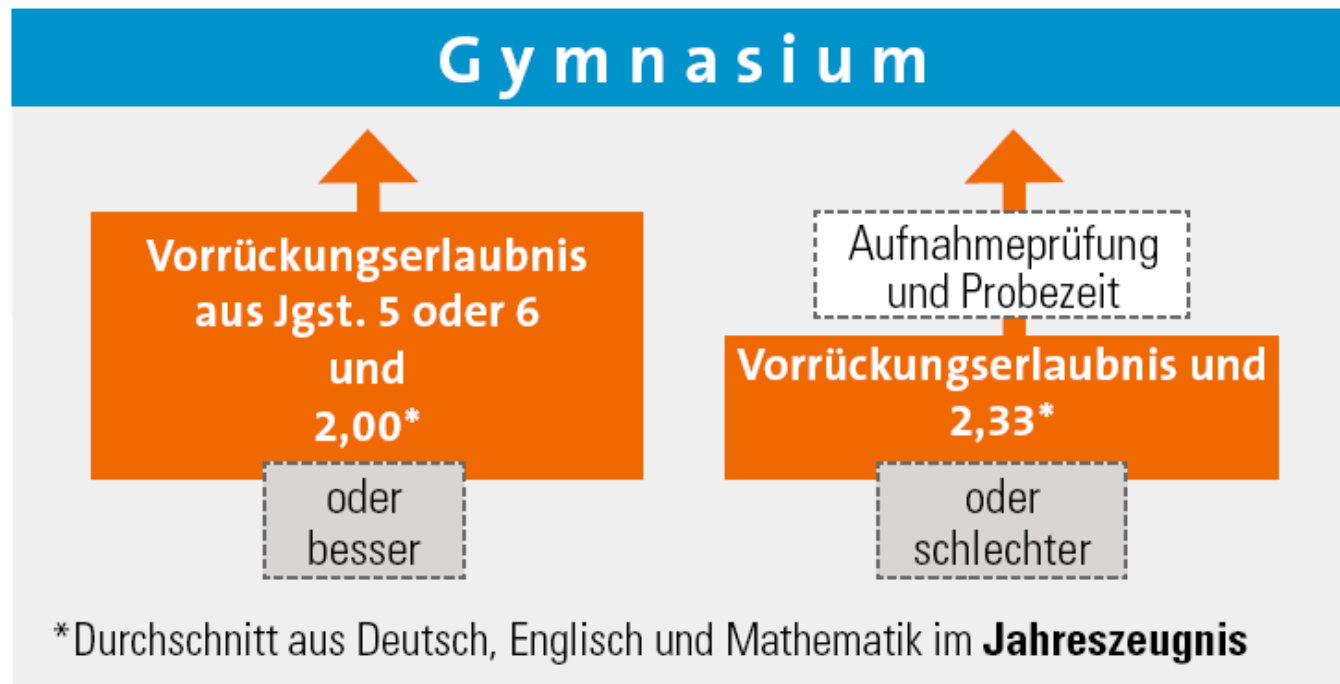 Gymnasium
Vorrückungserlaubnis
aus Jgst. 5 oder 6
und
2,00*
oder
besser
Aufnahmeprüfung
und Probezeit
Vorrückungserlaubnis und
2,33*
oder
schlechter
*Durchschnitt aus Deutsch, Englisch und Mathematik im Jahreszeugnis